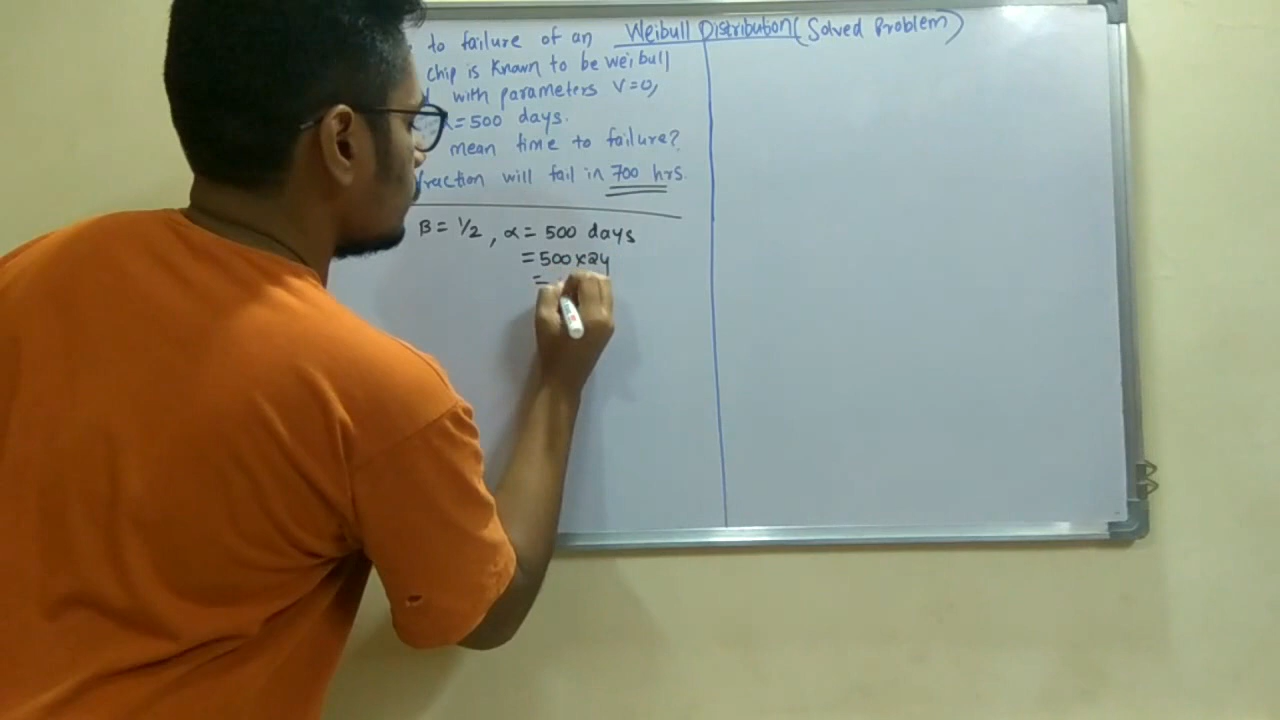 Weibull Distribution (Solved Problem)
to failure of an
chip is known to be weibull
with parameters V=0,
=500 days.
mean time to failure?
fraction will fail in 700 hrs.
β = 1/2, α = 500 days
= 500 x 24
=